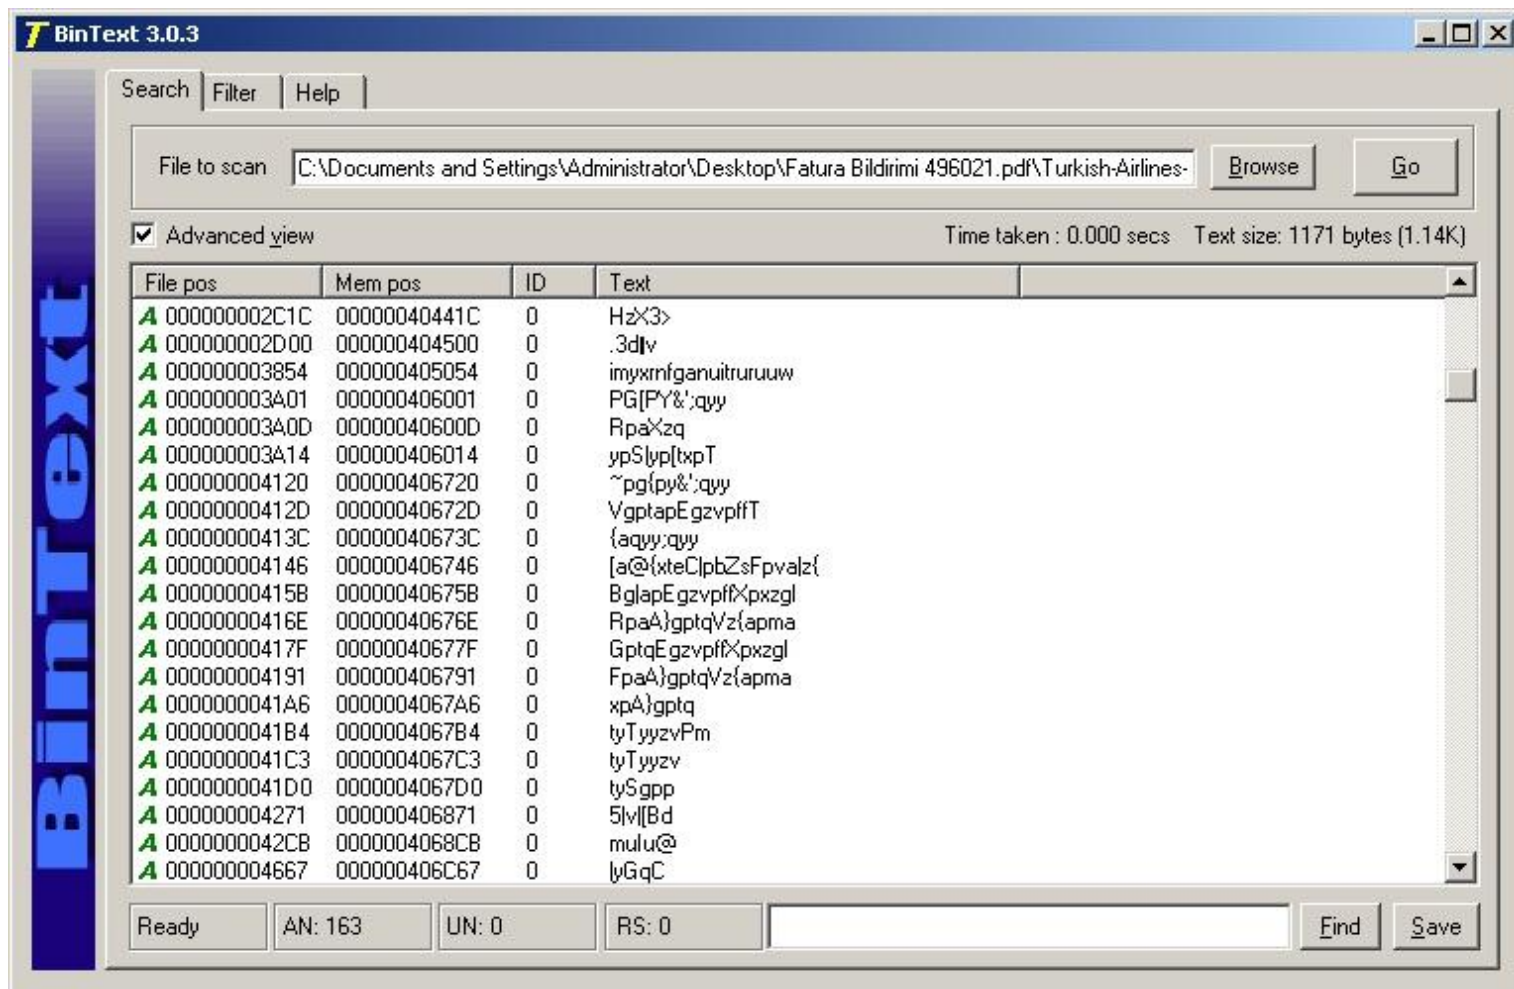 BinText 3.0.3
BinText
Search
Filter
Help
File to scan
C:\Documents and Settings\Administrator\Desktop\Fatura Bildirimi 496021.pdf\Turkish-Airlines-
Browse
Go
Advanced view
Time taken : 0.000 secs Text size: 1171 bytes (1.14K)
File pos Mem pos ID Text
A 000000002C1C 00000040441C 0 HzX3>
A 000000002D00 000000404500 0
A 000000003854 000000405054 0 imyxrnfganuitruruuw
A 000000003A01 000000406001 0 PG[PY&';qyy
A 000000003A0D 00000040600D 0 RpaXzq
A 000000003A14 000000406014 0 ypS|yp[txpT
A 000000004120 000000406720 0 ~pg{py&';qyy
A 00000000412D 00000040672D 0 VgptapEgzvpffT
A 00000000413C 00000040673C 0 {aqyy;qyy
A 000000004146 000000406746 0 [a@{xteC|pbZsFpva|z{
A 00000000415B 00000040675B 0 Bg|apEgzvpffXpxzgl
A 00000000416E 00000040676E 0 RpaA}gptqVz{apma
A 00000000417F 00000040677F 0 GptqEgzvpffXpxzgl
A 000000004191 000000406791 0 FpaA}gptqVz{apma
A 0000000041A6 0000004067A6 0 xpA}gptq
A 0000000041B4 0000004067B4 0 tyTyyzvPm
A 0000000041C3 0000004067C3 0 tyTyyzv
A 0000000041D0 0000004067D0 0 tySgpp
A 000000004271 000000406871 0
A 0000000042CB 0000004068CB 0 mulu@
A 000000004667 000000406C67 0
Ready AN: 163 UN: 0 RS: 0
Find
Save